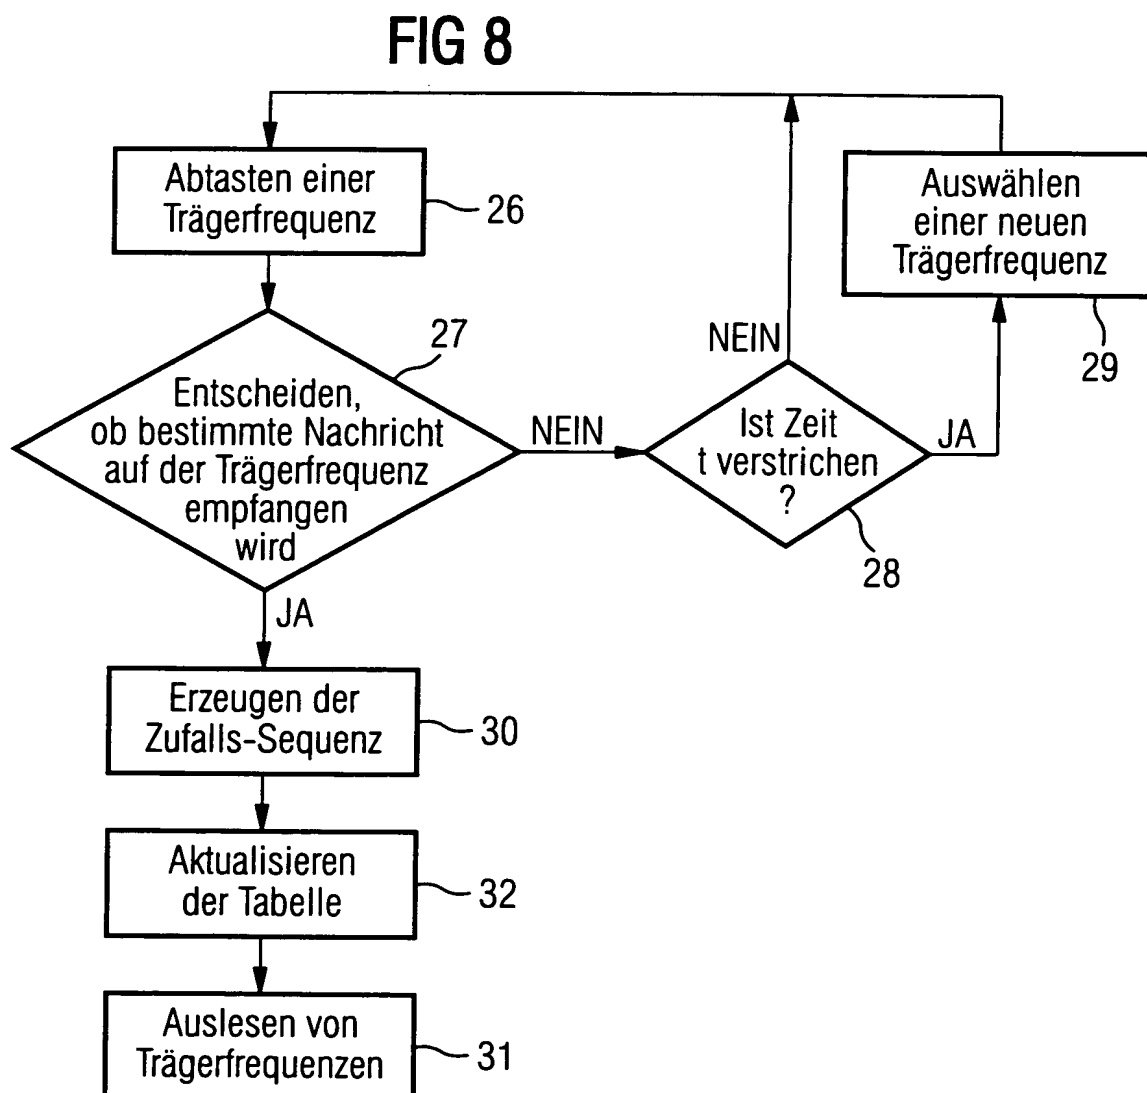 FIG 8
Abtasten einer
Trägerfrequenz
26
Auswählen
einer neuen
Trägerfrequenz
29
27
Entscheiden,
ob bestimmte Nachricht
auf der Trägerfrequenz
empfangen
wird
NEIN
NEIN
Ist Zeit
t verstrichen
?
JA
28
JA
Erzeugen der
Zufalls-Sequenz
30
Aktualisieren
der Tabelle
32
Auslesen von
Trägerfrequenzen
31